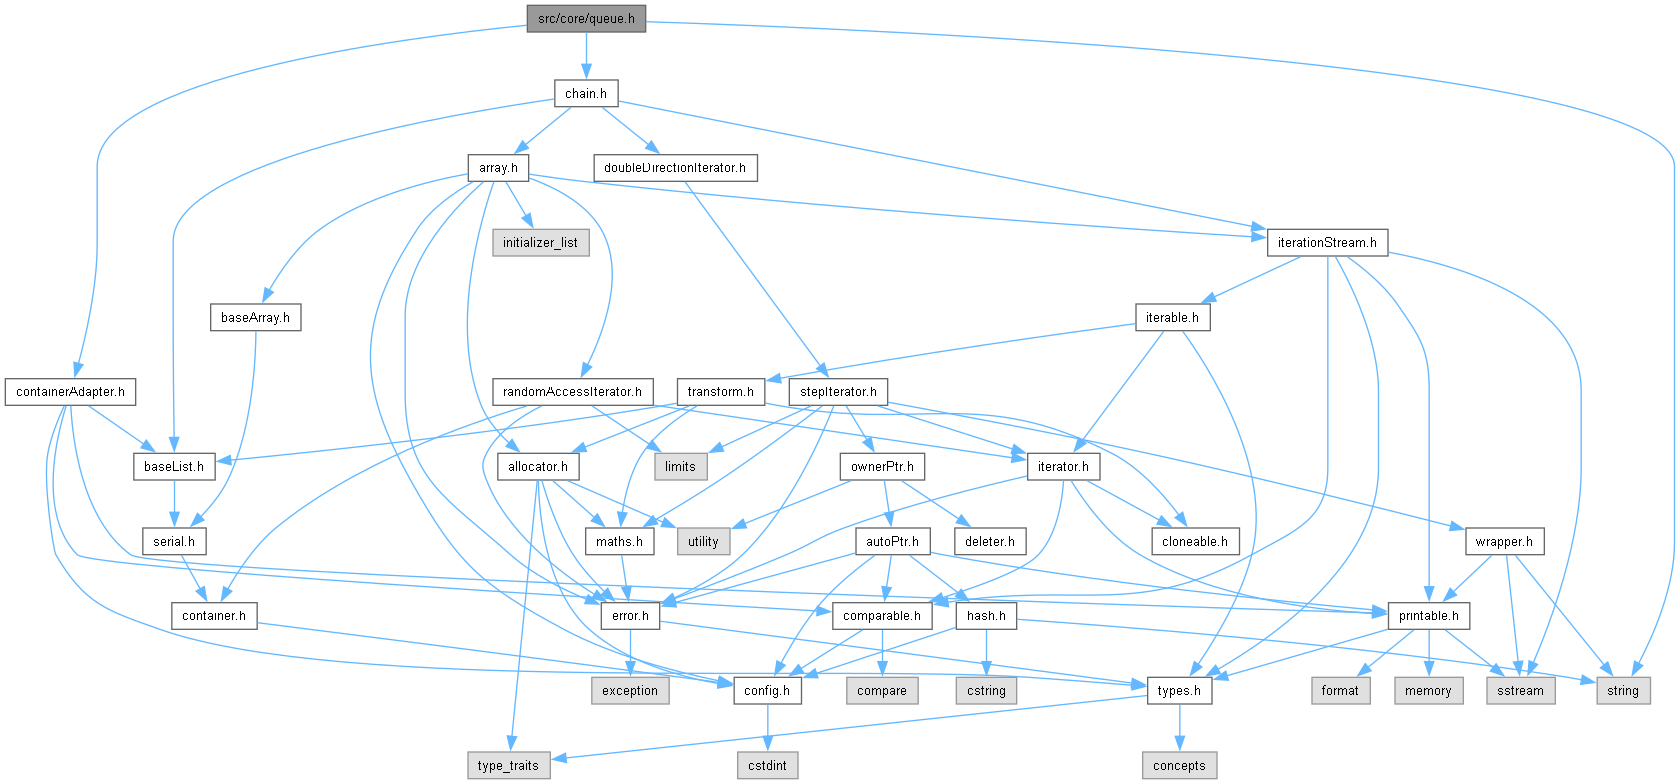 src/core/queue.h
chain.h
array.h
doubleDirectionIterator.h
initializer_list
iterationStream.h
baseArray.h
iterable.h
containerAdapter.h
randomAccessIterator.h
transform.h
stepIterator.h
baseList.h
allocator.h
limits
ownerPtr.h
iterator.h
serial.h
maths.h
utility
autoPtr.h
deleter.h
cloneable.h
wrapper.h
container.h
error.h
comparable.h
hash.h
printable.h
exception
config.h
compare
cstring
types.h
format
memory
sstream
string
type_traits
cstdint
concepts